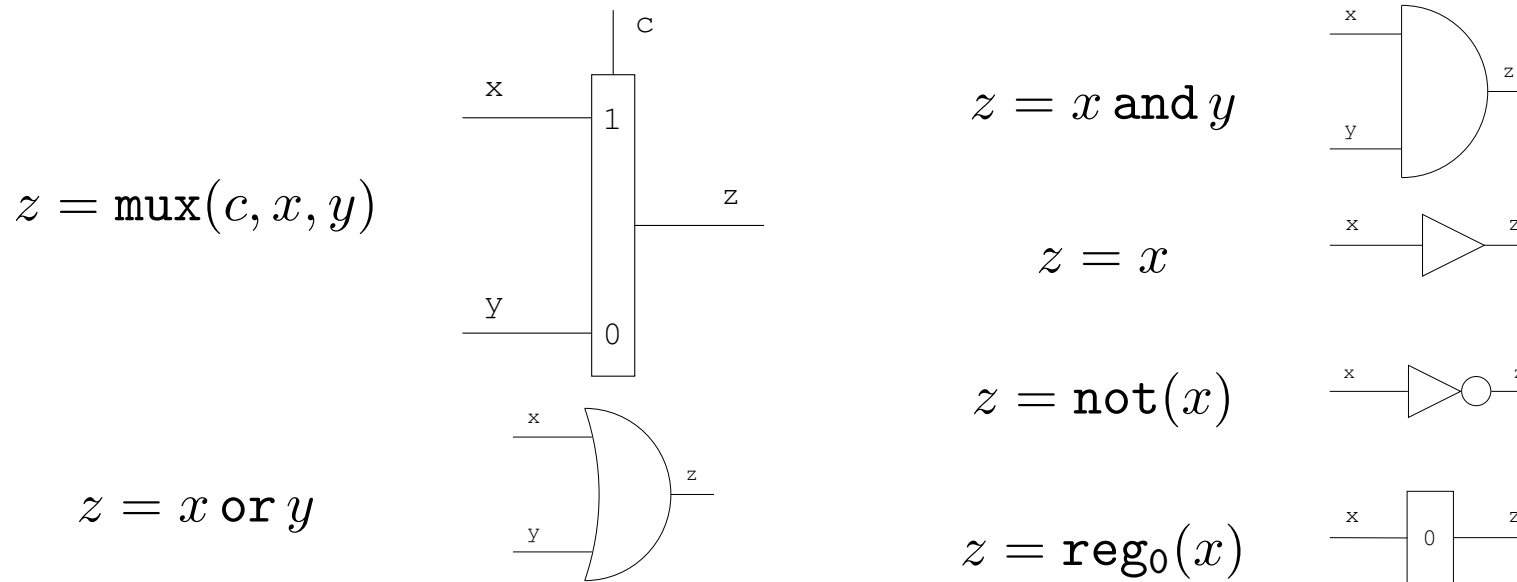 z = mux(c, x, y)
c
x
1
z
y
0
z = x or y
x
z
y
z = x and y
x
z
y
z = x
x
z
z = not(x)
x
z
z = reg₀(x)
x
0
z